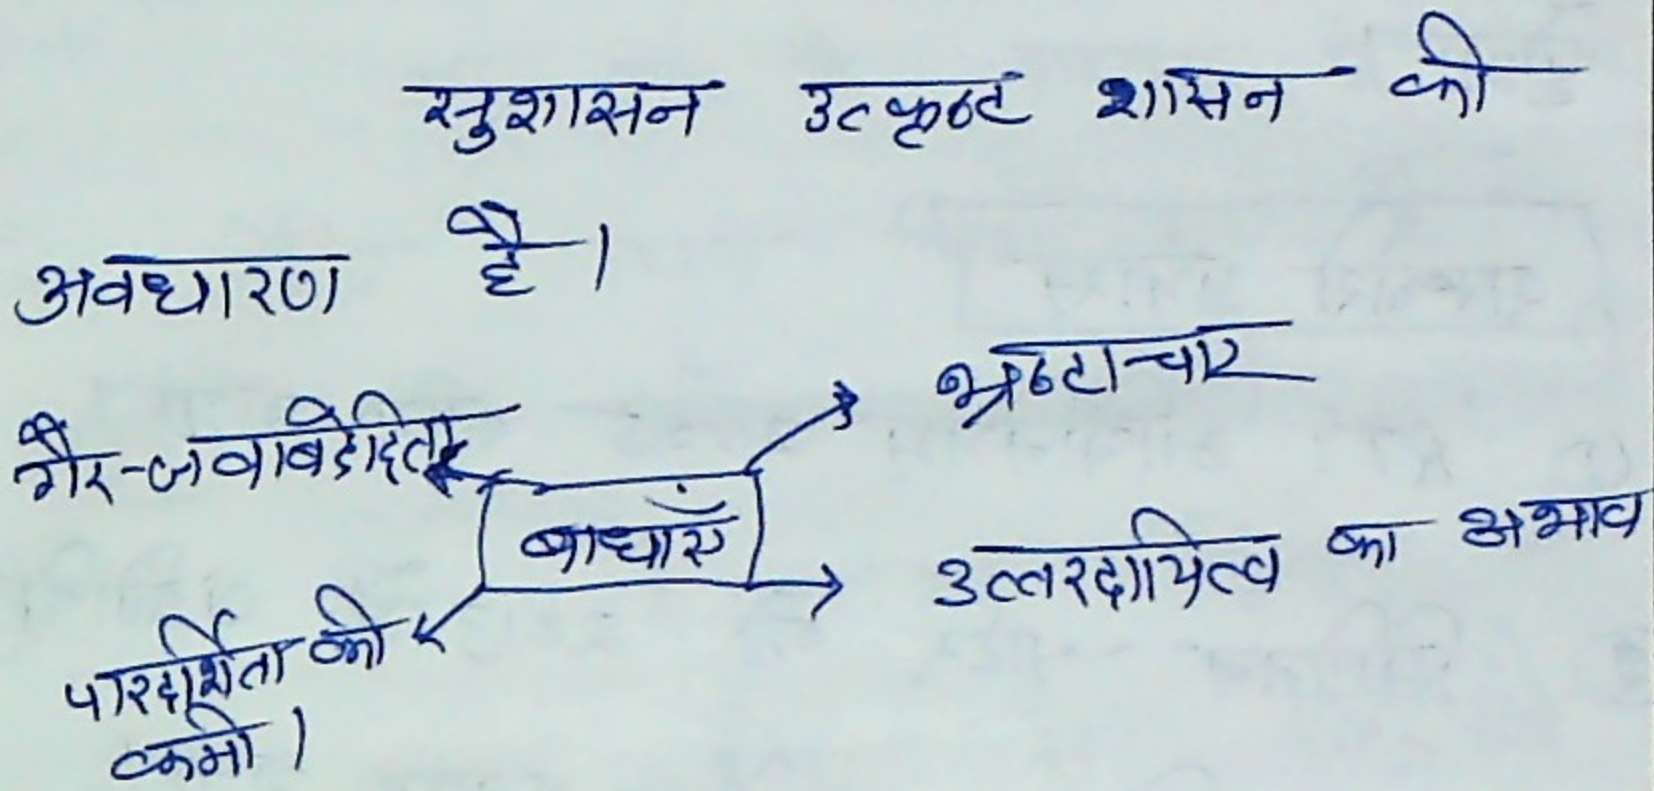 सुशासन उत्कृष्ट शासन की
अवधारणा है।
भ्रष्टाचार
गैर-जवाबदेहिता
बाधाएँ
उत्तरदायित्व का अभाव
पारदर्शिता की
कमी।